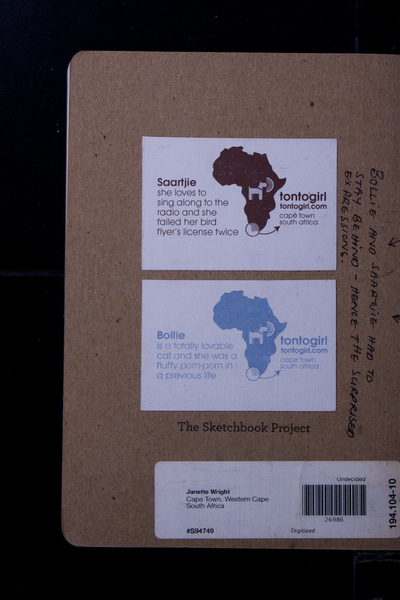 Saartjie
she loves to
sing along to the
radio and she
failed her bird
flyer's license twice
tontogirl
tontogirl.com
cape town
south africa
BOLLIE AND SAARTJIE HAD TO
STAY BEHIND – HENCE THE SURPRISED
EXPRESSIONS.
Bollie
is a totally lovable
cat and she was a
fluffy pom-pom in
a previous life
tontogirl
tontogirl.com
cape town
south africa
The Sketchbook Project
Undecided
Janette Wright
Cape Town, Western Cape
South Africa
26986
#S94749
Digitized
194.104-10